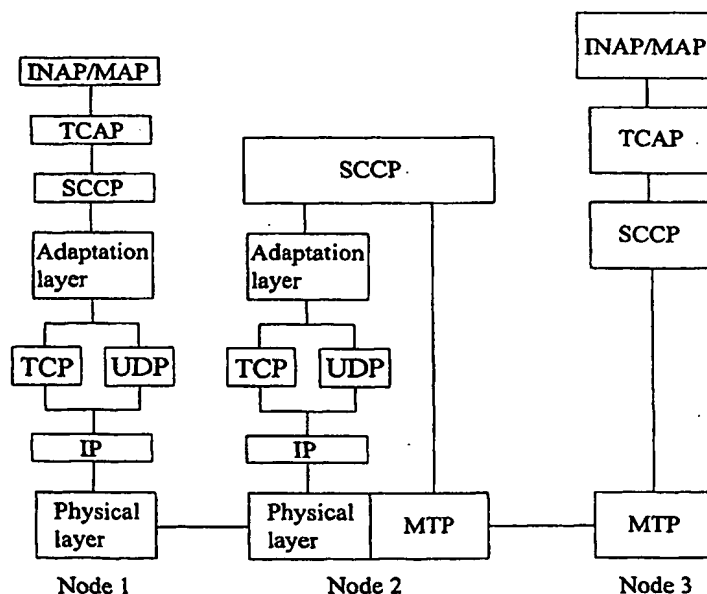 INAP/MAP
TCAP
SCCP
Adaptation
layer
TCP
UDP
IP
Physical
layer
Node 1
SCCP
Adaptation
layer
TCP
UDP
IP
Physical
layer
MTP
Node 2
INAP/MAP
TCAP
SCCP
MTP
Node 3